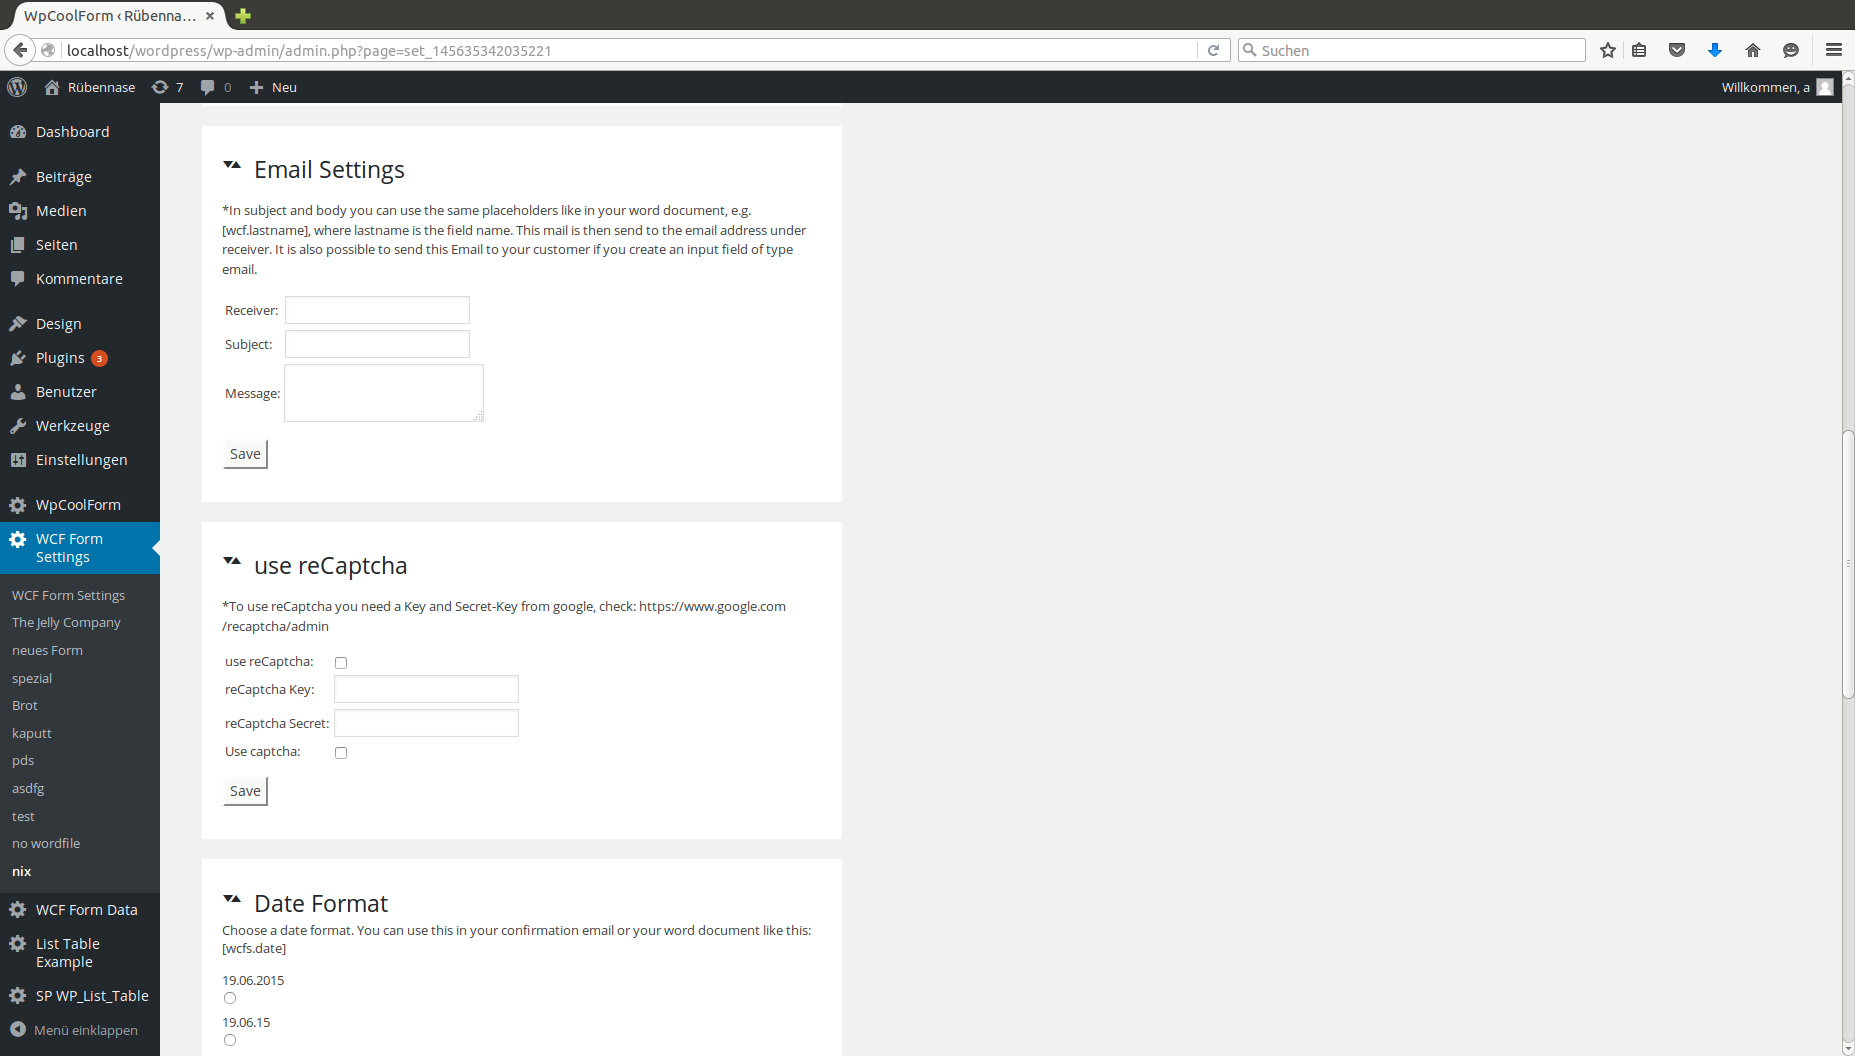 WpCoolForm ‹ Rübenna...
localhost/wordpress/wp-admin/admin.php?page=set_145635342035221
Suchen
Rübennase
7
0
Neu
Willkommen, a
Dashboard
Beiträge
Medien
Seiten
Kommentare
Design
Plugins 3
Benutzer
Werkzeuge
Einstellungen
WpCoolForm
WCF Form
Settings
WCF Form Settings
The Jelly Company
neues Form
spezial
Brot
kaputt
pds
asdfg
test
no wordfile
nix
WCF Form Data
List Table
Example
SP WP_List_Table
Menü einklappen
Email Settings
*In subject and body you can use the same placeholders like in your word document, e.g.
[wcf.lastname], where lastname is the field name. This mail is then send to the email address under
receiver. It is also possible to send this Email to your customer if you create an input field of type
email.
Receiver:
Subject:
Message:
Save
use reCaptcha
*To use reCaptcha you need a Key and Secret-Key from google, check: https://www.google.com
/recaptcha/admin
use reCaptcha:
reCaptcha Key:
reCaptcha Secret:
Use captcha:
Save
Date Format
Choose a date format. You can use this in your confirmation email or your word document like this:
[wcfs.date]
19.06.2015
19.06.15